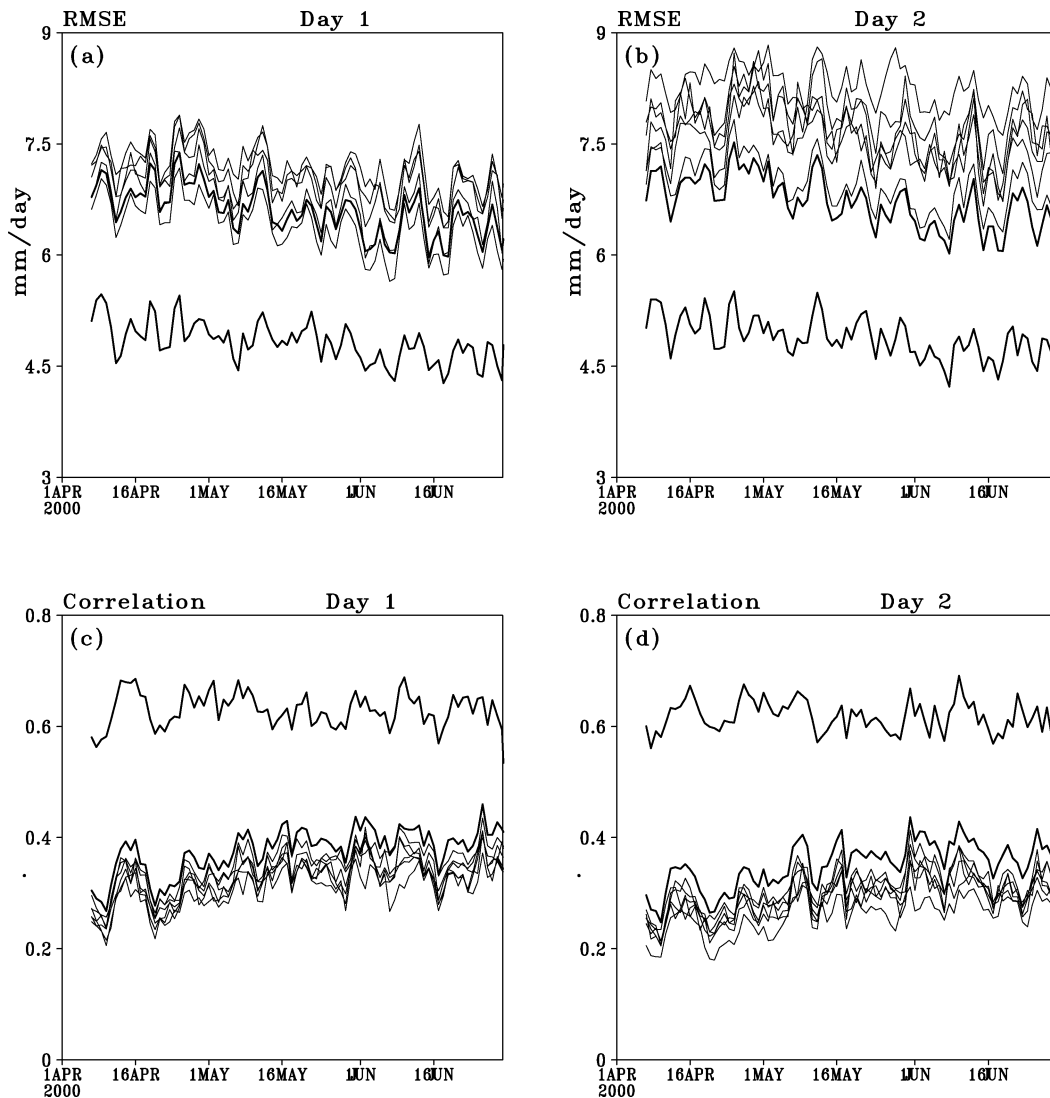 RMSE Day 1
(a)
9
7.5
6
4.5
3
mm/day
1APR 16APR 1MAY 16MAY 1JUN 16JUN
2000
RMSE Day 2
(b)
9
7.5
6
4.5
3
mm/day
1APR 16APR 1MAY 16MAY 1JUN 16JUN
2000
Correlation Day 1
(c)
0.8
0.6
0.4
0.2
0
1APR 16APR 1MAY 16MAY 1JUN 16JUN
2000
Correlation Day 2
(d)
0.8
0.6
0.4
0.2
0
1APR 16APR 1MAY 16MAY 1JUN 16JUN
2000